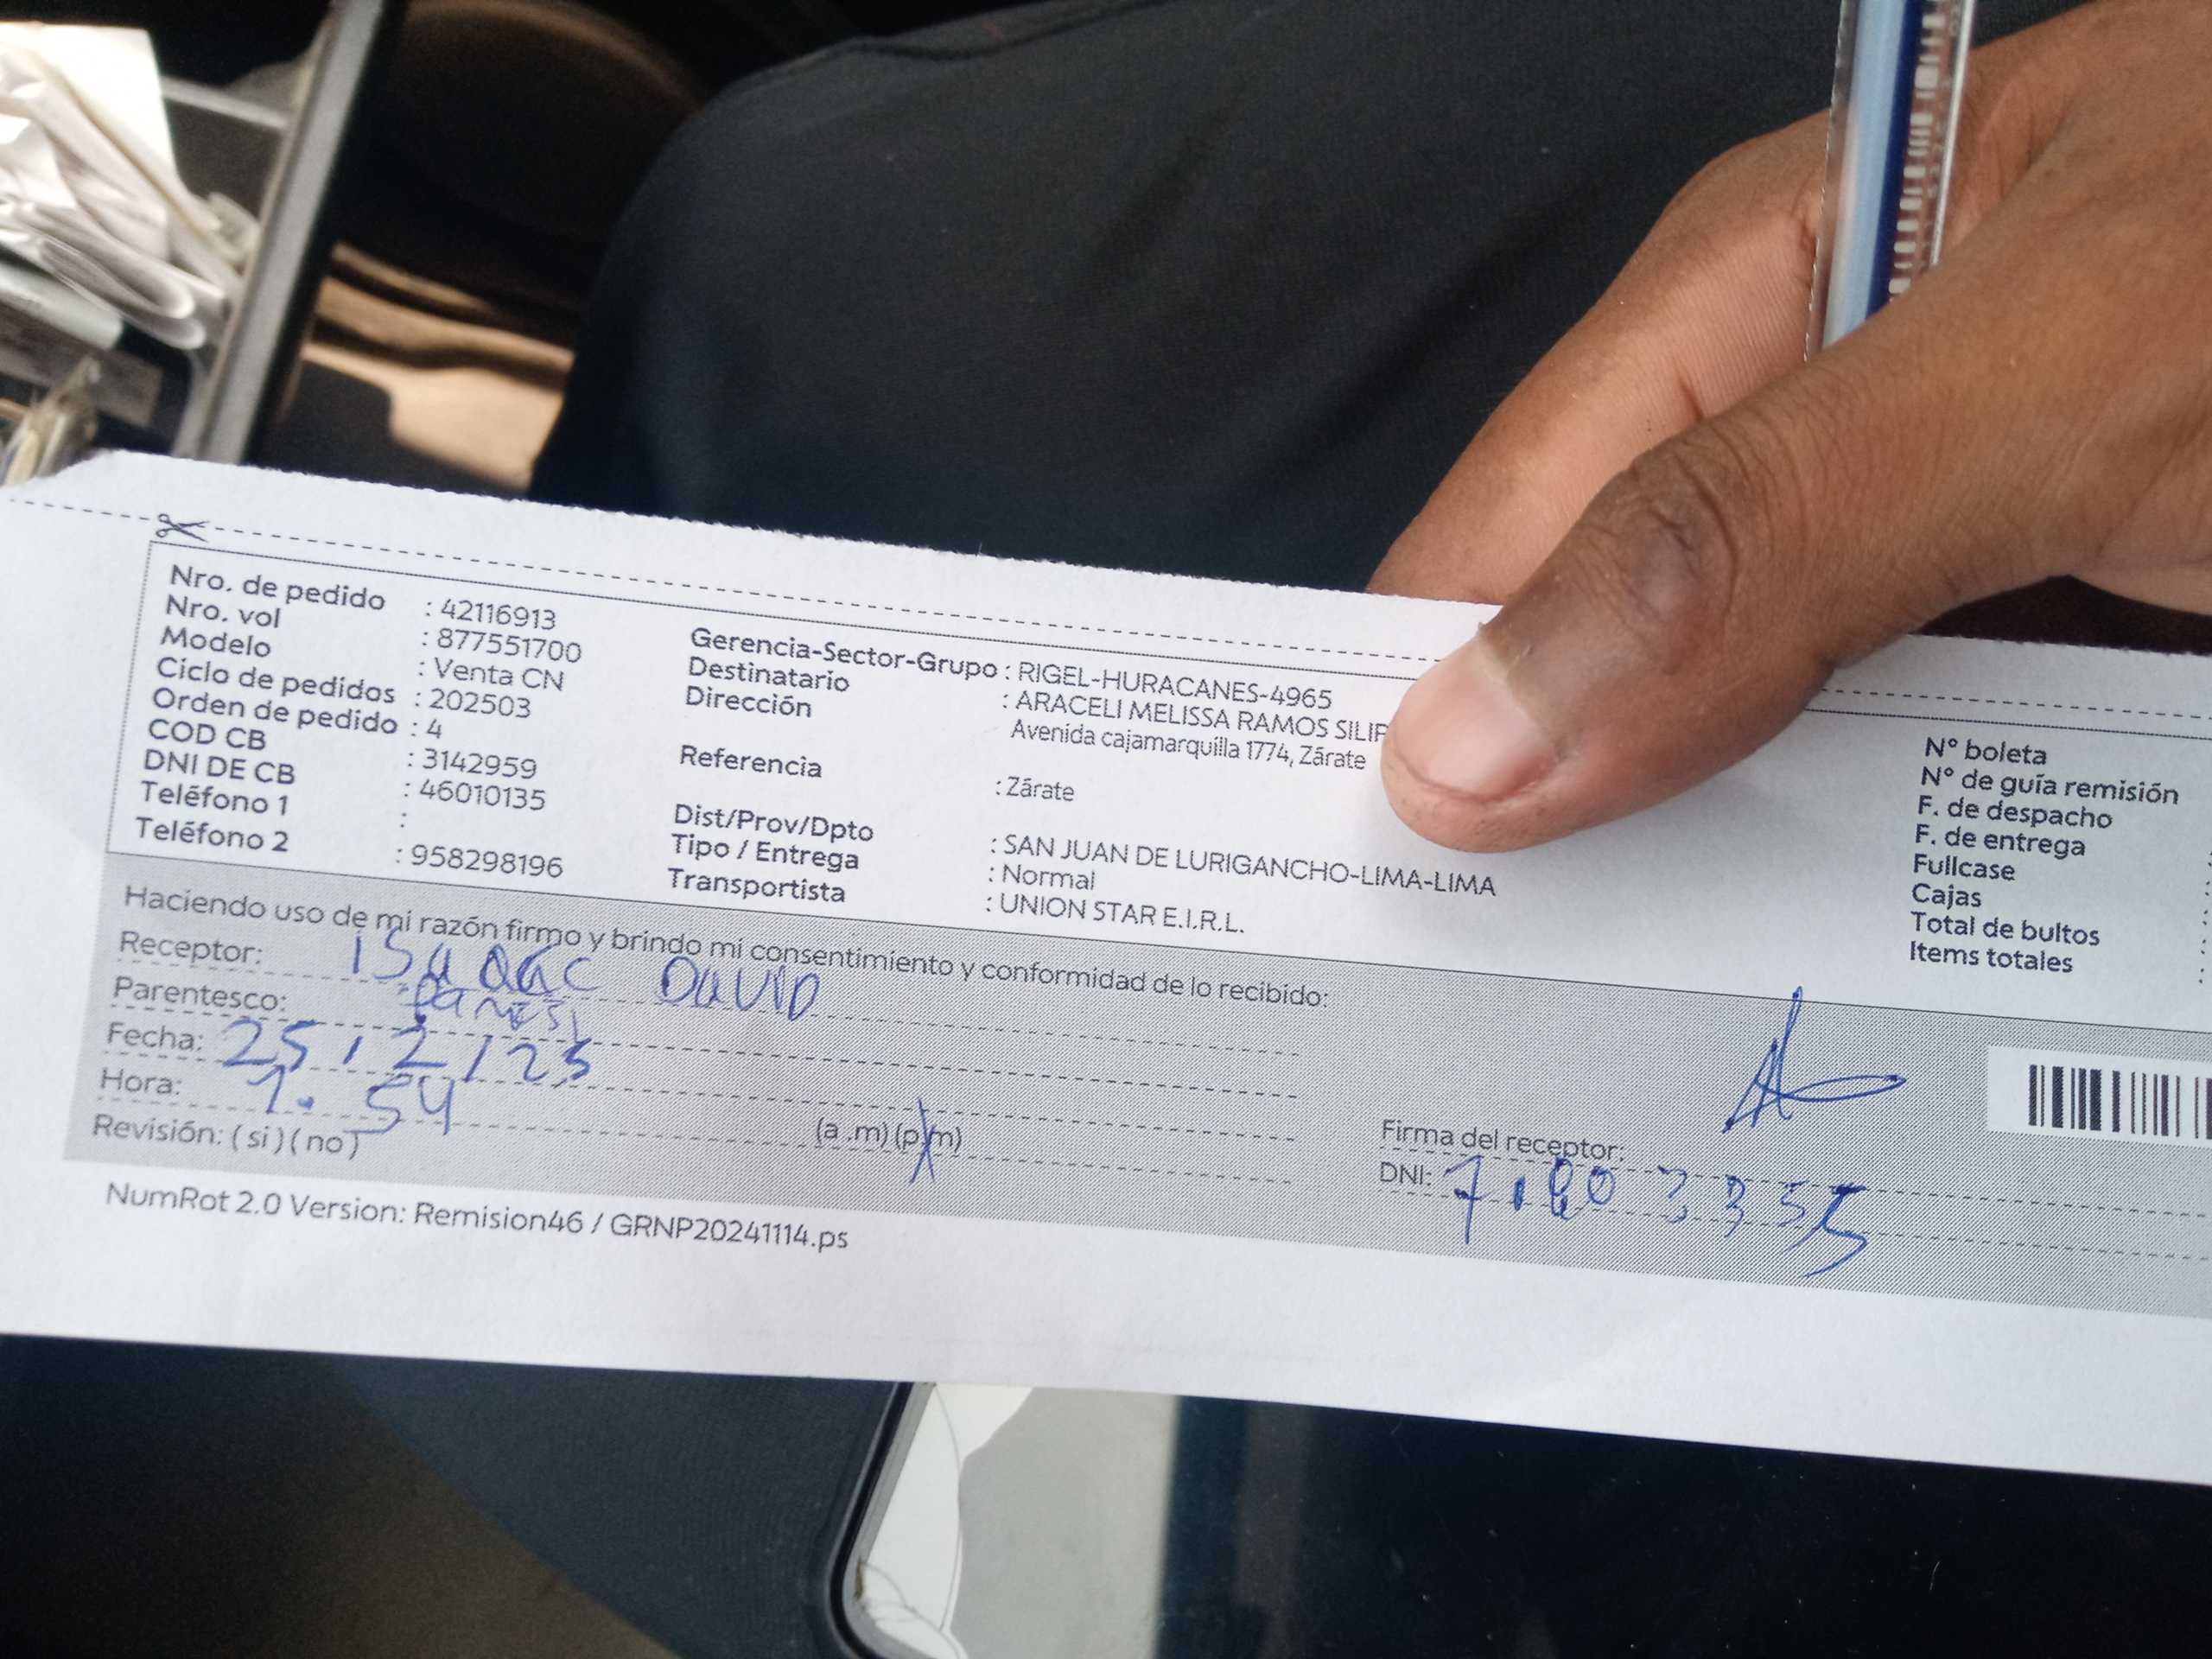 Nro. de pedido : 42116913
Nro. vol : 877551700
Modelo : Venta CN
Ciclo de pedidos : 202503
Orden de pedido : 4
COD CB : 3142959
DNI DE CB : 46010135
Teléfono 1 :
Teléfono 2 : 958298196
Gerencia-Sector-Grupo : RIGEL-HURACANES-4965
Destinatario : ARACELI MELISSA RAMOS
Dirección Avenida cajamarquilla 1774, Zárate
Referencia : Zárate
Dist/Prov/Dpto : SAN JUAN DE LURIGANCHO-LIMA-LIMA
Tipo / Entrega : Normal
Transportista : UNION STAR E.I.R.L.
N° boleta
N° de guía remisión
F. de despacho
F. de entrega
Fullcase
Cajas
Total de bultos
Items totales
Haciendo uso de mi razón firmo y brindo mi consentimiento y conformidad de lo recibido:
Receptor: DAVID
Parentesco:
Fecha: 25/2/25
Hora: 1.54 (a .m) (p.m)
Revisión: ( si ) ( no )
Firma del receptor:
DNI:
NumRot 2.0 Version: Remision46 / GRNP20241114.ps